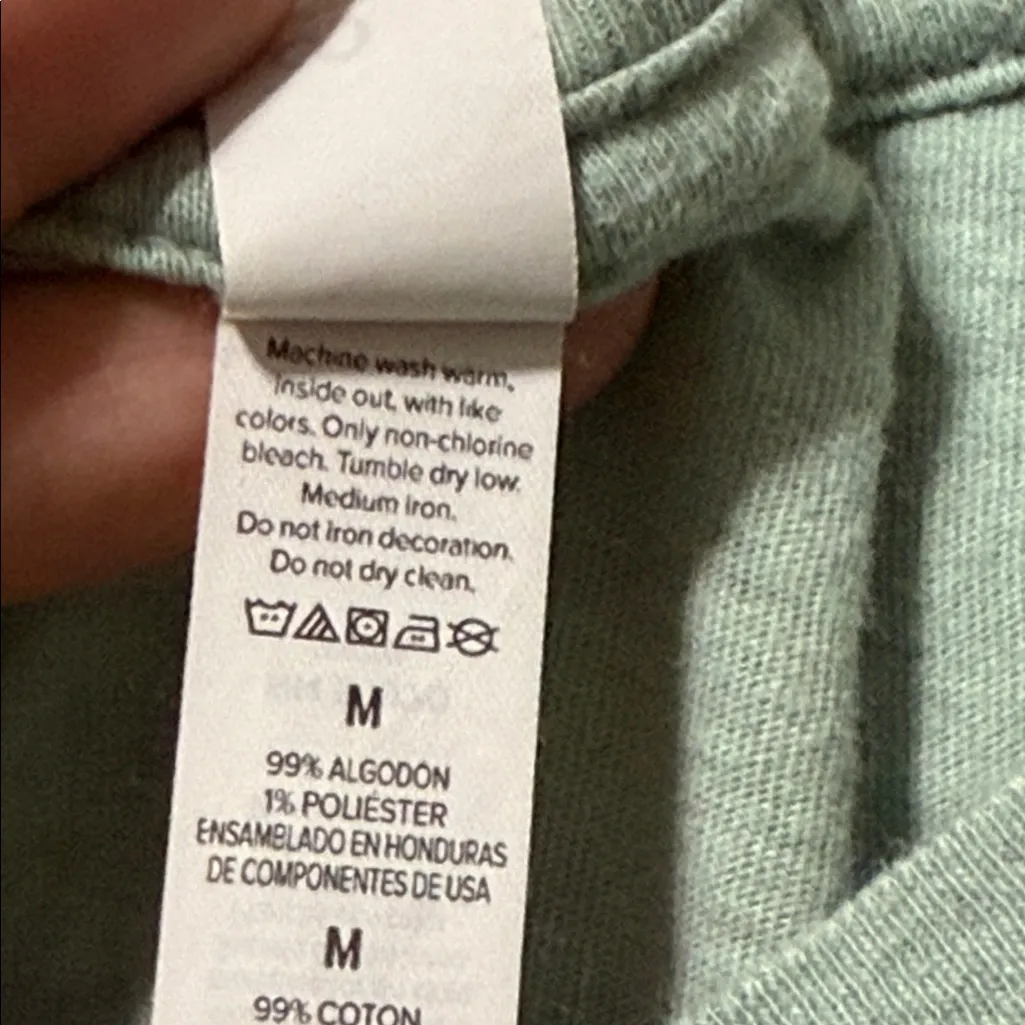 Machine wash warm,
inside out, with like
colors. Only non-chlorine
bleach. Tumble dry low.
Medium iron.
Do not iron decoration.
Do not dry clean.
M
99% ALGODÓN
1% POLIÉSTER
ENSAMBLADO EN HONDURAS
DE COMPONENTES DE USA
M
99% COTON